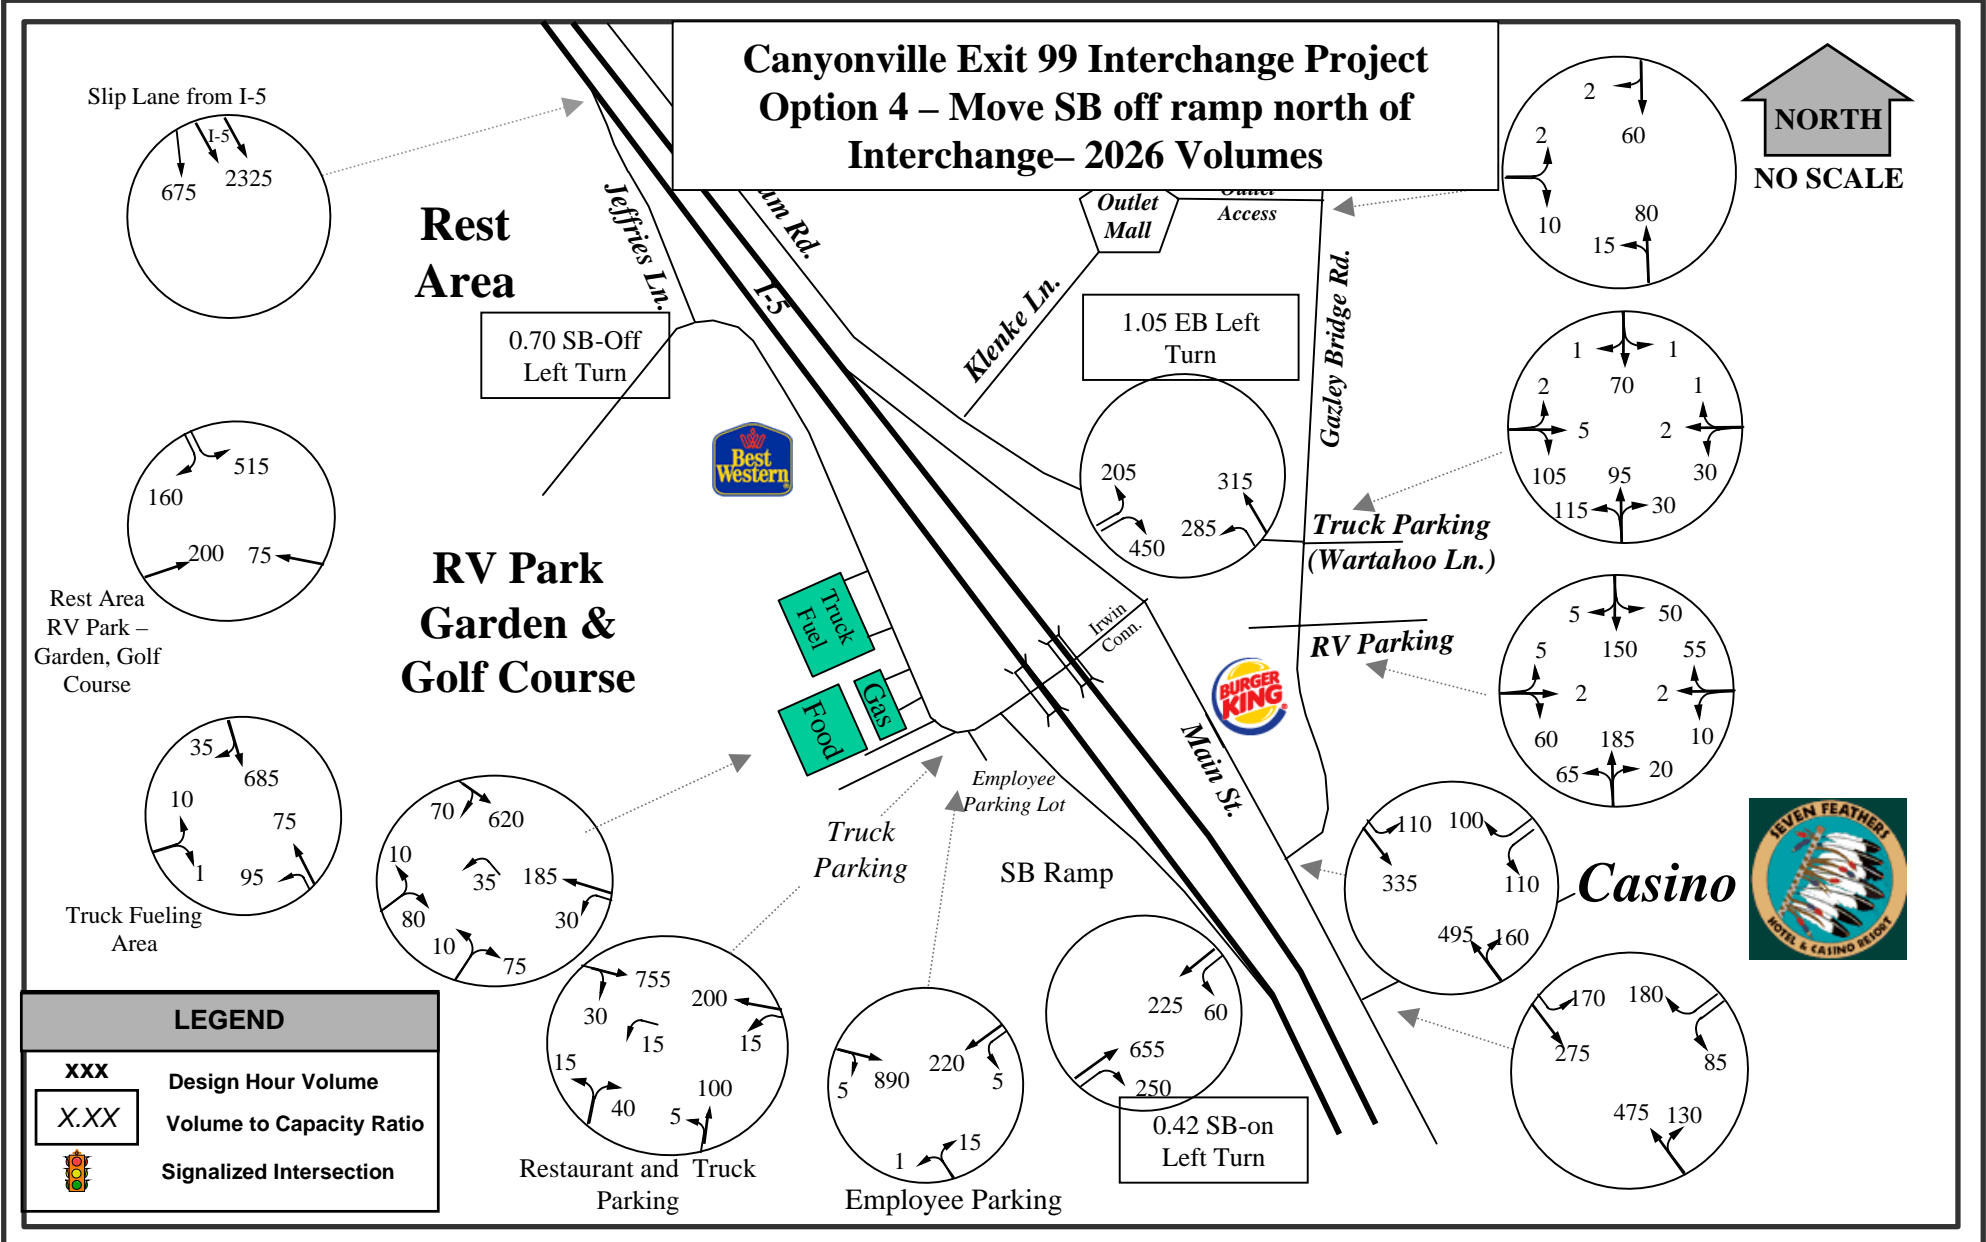 Canyonville Exit 99 Interchange Project
Option 4 – Move SB off ramp north of
Interchange– 2026 Volumes
NORTH
NO SCALE
Slip Lane from I-5
I-5
675
2325
Rest
Area
Jeffries Ln.
I-5
Rd.
Outlet
Mall
Access
Klenke Ln.
Gazley Bridge Rd.
2
60
2
10
80
15
0.70 SB-Off
Left Turn
1.05 EB Left
Turn
205
315
285
450
1
1
70
2
1
5
2
105
95
30
115
30
Truck Parking
(Wartahoo Ln.)
515
160
200
75
Rest Area
RV Park –
Garden, Golf
Course
Best
Western
RV Park
Garden &
Golf Course
Truck
Fuel
Gas
Food
Irwin
Conn.
RV Parking
BURGER
KING
Main St.
5
50
150
5
55
2
2
60
185
10
65
20
35
685
10
75
1
95
Truck Fueling
Area
70
620
10
35
185
80
30
10
75
Employee
Parking Lot
Truck
Parking
SB Ramp
110
100
335
110
495
160
Casino
SEVEN FEATHERS
HOTEL & CASINO RESORT
755
200
30
15
15
15
100
40
5
Restaurant and Truck
Parking
890
220
5
5
15
1
Employee Parking
225
60
655
250
0.42 SB-on
Left Turn
170
180
275
85
475
130
LEGEND
xxx
Design Hour Volume
X.XX
Volume to Capacity Ratio
Signalized Intersection